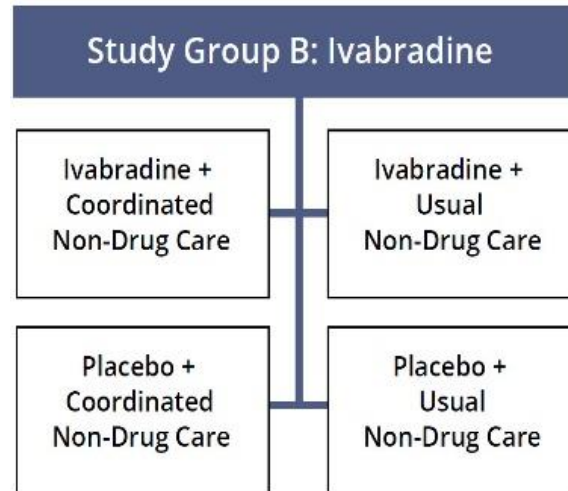 Study Group B: Ivabradine
Ivabradine +
Coordinated
Non-Drug Care
Ivabradine +
Usual
Non-Drug Care
Placebo +
Coordinated
Non-Drug Care
Placebo +
Usual
Non-Drug Care